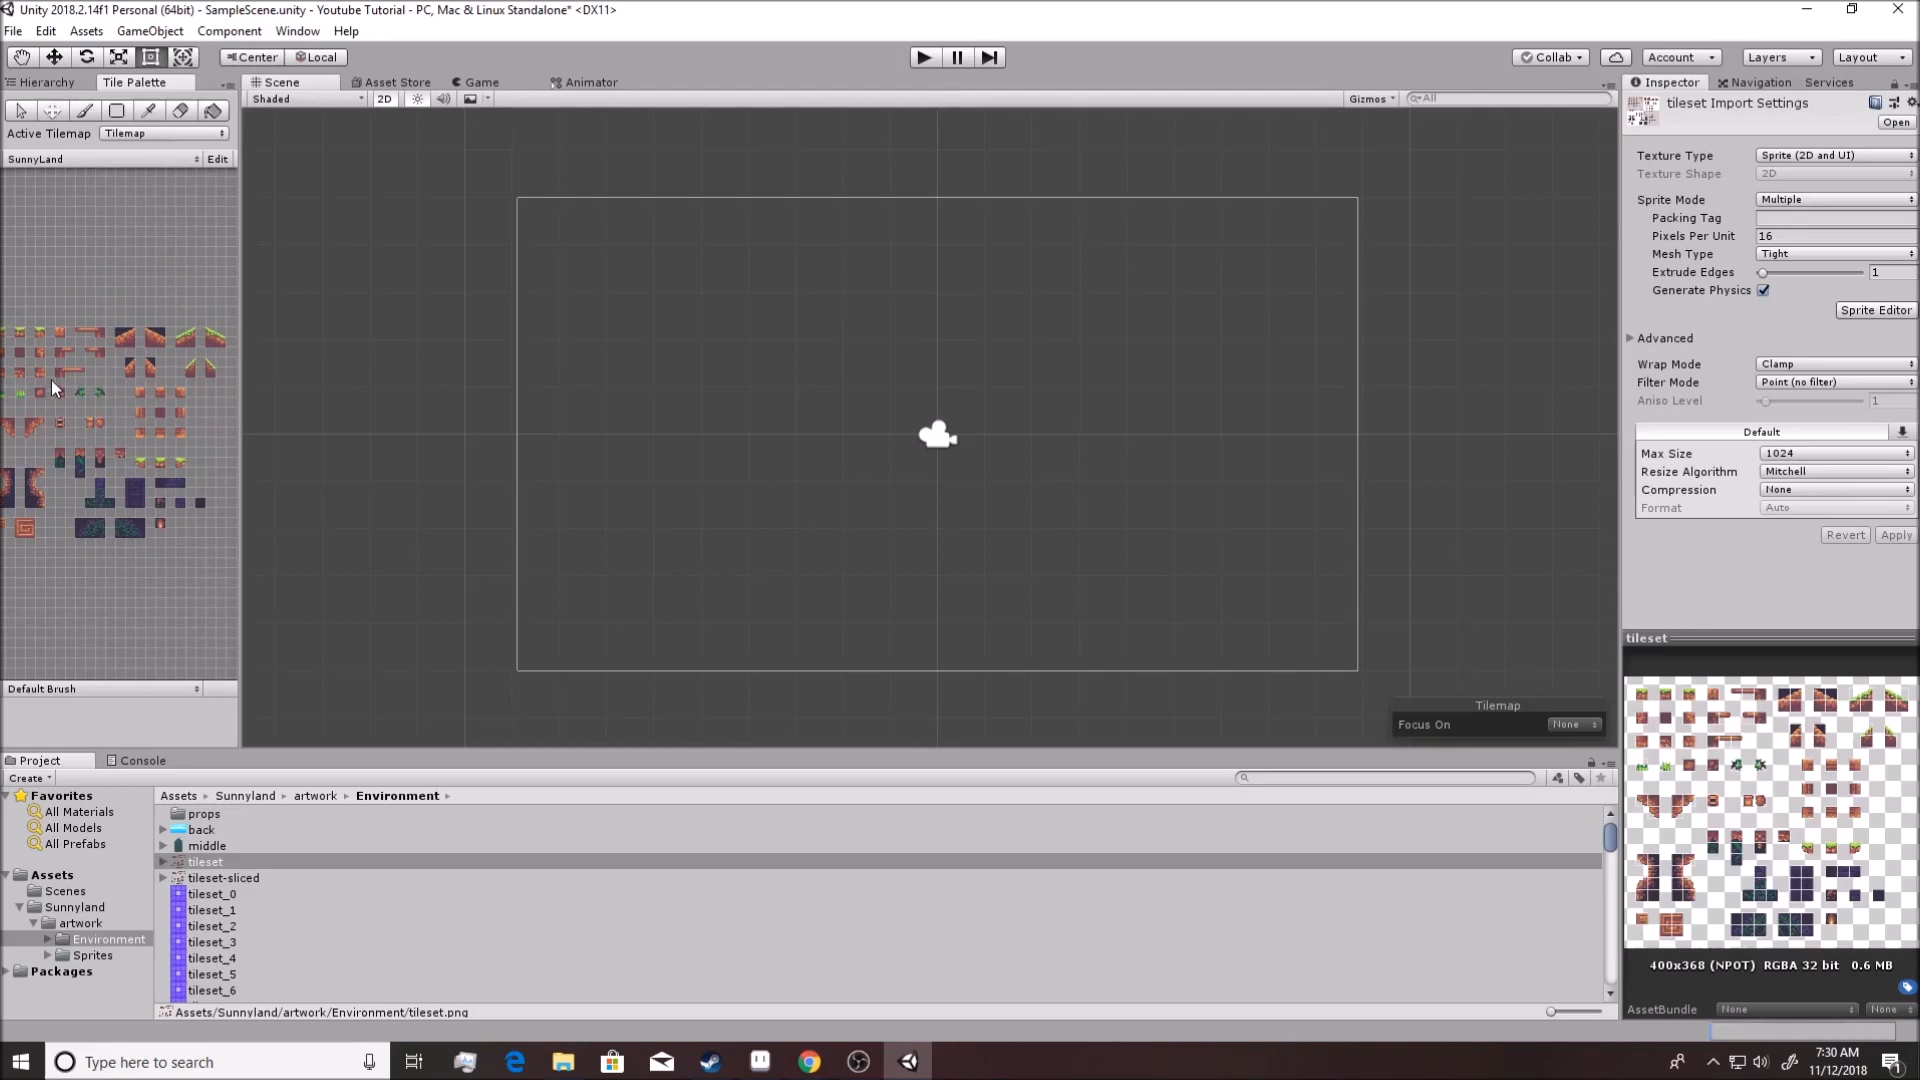 Unity 2018.2.14f1 Personal (64bit) - SampleScene.unity - Youtube Tutorial - PC, Mac & Linux Standalone* <DX11>
File Edit Assets GameObject Component Window Help
Center Local Collab Account Layers Layout
Hierarchy Tile Palette Scene Asset Store Game Animator Inspector Navigation Services
Shaded 2D Gizmos All
tileset Import Settings
Open
Active Tilemap Tilemap
SunnyLand Edit
Texture Type Sprite (2D and UI)
Texture Shape 2D
Sprite Mode Multiple
Packing Tag
Pixels Per Unit 16
Mesh Type Tight
Extrude Edges 1
Generate Physics
Sprite Editor
Advanced
Wrap Mode Clamp
Filter Mode Point (no filter)
Aniso Level 1
Default
Max Size 1024
Resize Algorithm Mitchell
Compression None
Format Auto
Revert Apply
tileset
Default Brush
Tilemap
Focus On None
Project Console
Create
Favorites
All Materials
All Models
All Prefabs
Assets
Scenes
Sunnyland
artwork
Environment
Sprites
Packages
Assets Sunnyland artwork Environment
props
back
middle
tileset
tileset-sliced
tileset_0
tileset_1
tileset_2
tileset_3
tileset_4
tileset_5
tileset_6
Assets/Sunnyland/artwork/Environment/tileset.png
400x368 (NPOT) RGBA 32 bit 0.6 MB
AssetBundle None None
Type here to search
7:30 AM
11/12/2018
1